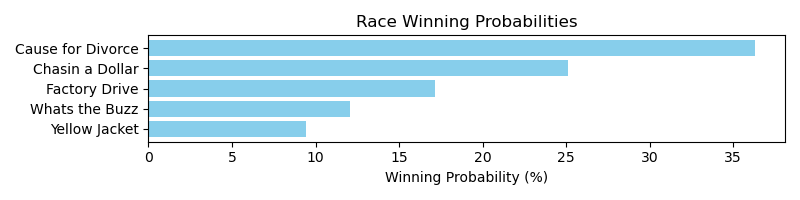 Race Winning Probabilities
Cause for Divorce
Chasin a Dollar
Factory Drive
Whats the Buzz
Yellow Jacket
0 5 10 15 20 25 30 35
Winning Probability (%)